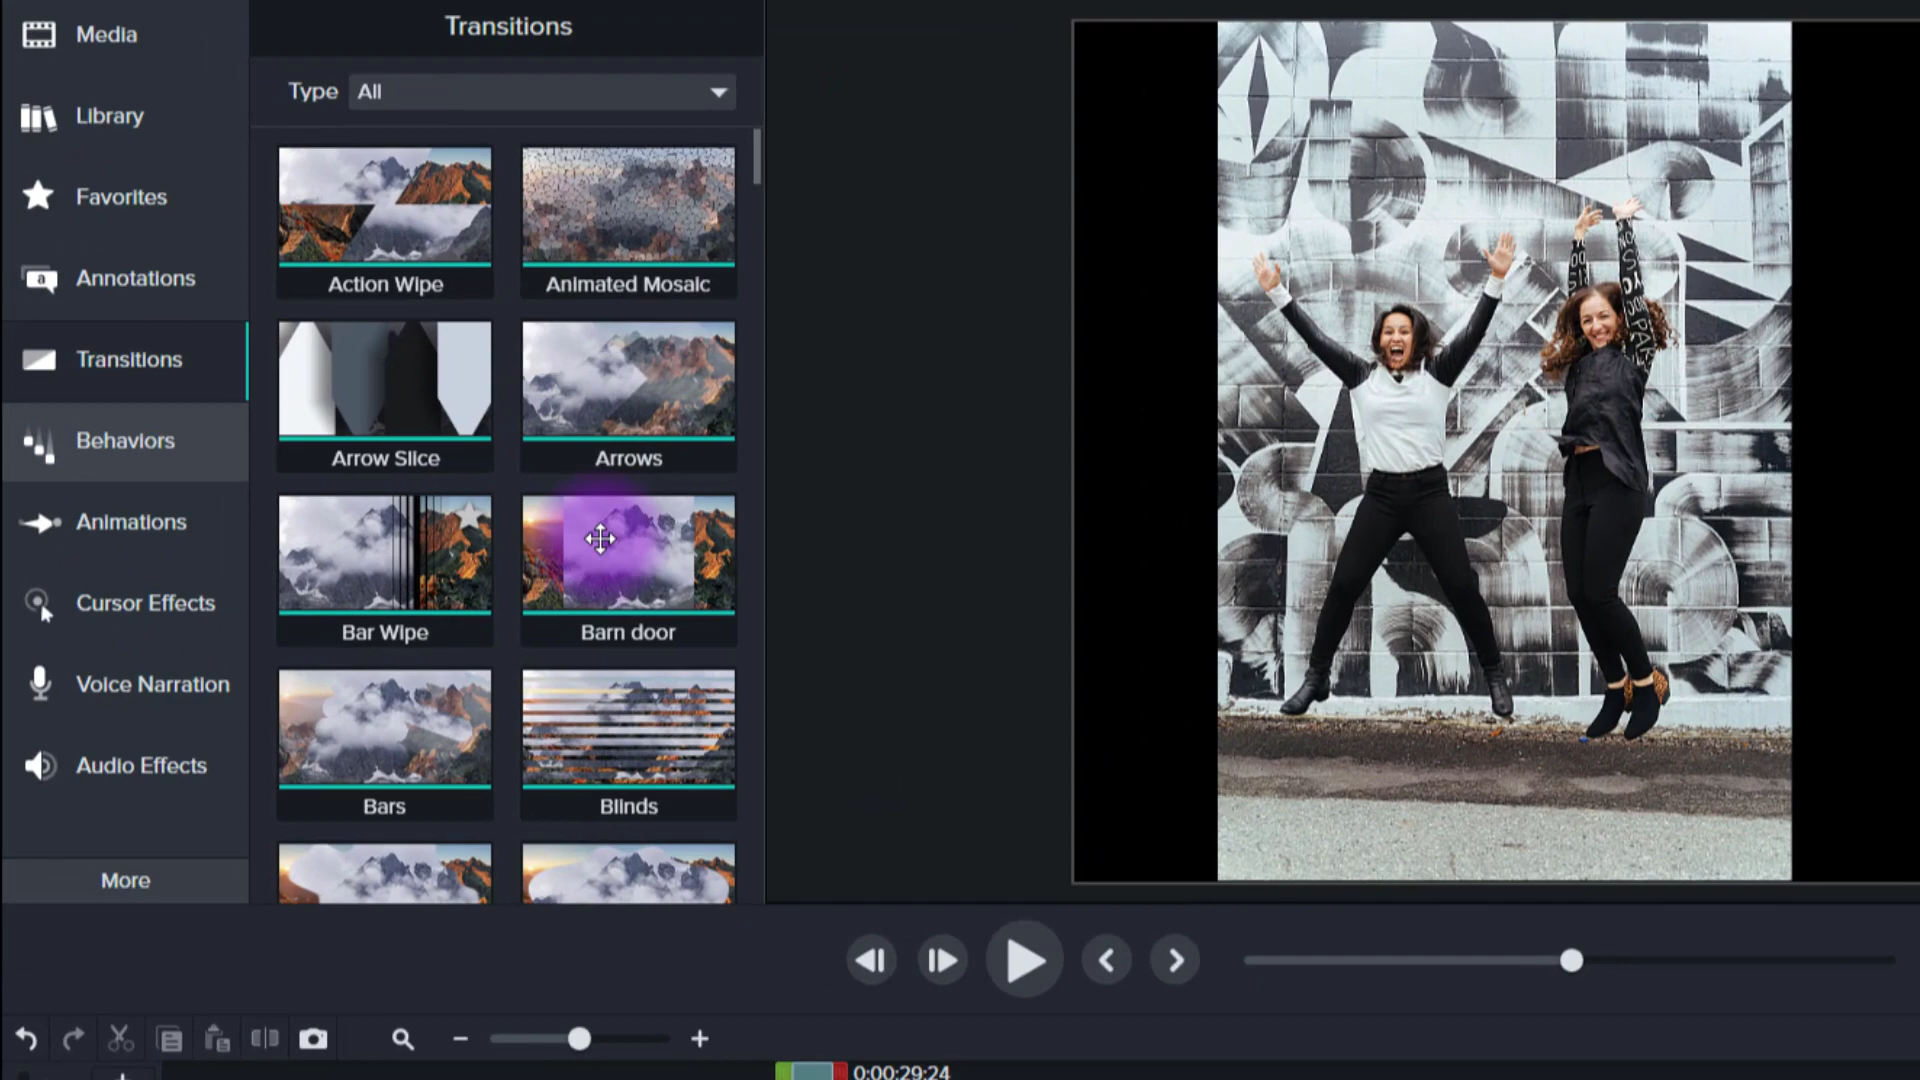 Media
Library
Favorites
Annotations
Transitions
Behaviors
Animations
Cursor Effects
Voice Narration
Audio Effects
More
Transitions
Type All
Action Wipe
Animated Mosaic
Arrow Slice
Arrows
Bar Wipe
Barn door
Bars
Blinds
0:00:29:24